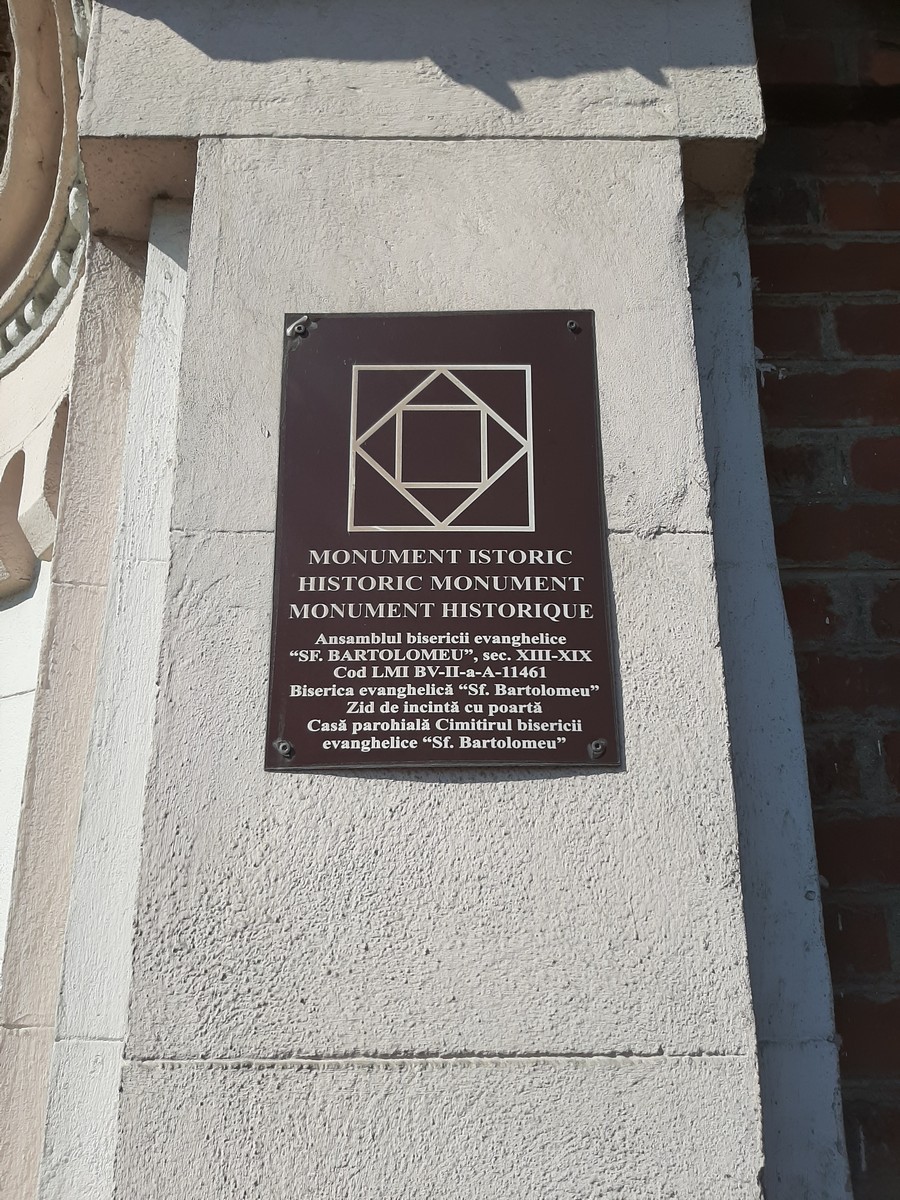 MONUMENT ISTORIC
HISTORIC MONUMENT
MONUMENT HISTORIQUE
Ansamblul bisericii evanghelice
“SF. BARTOLOMEU”, sec. XIII-XIX
Cod LMI BV-II-a-A-11461
Biserica evanghelică “Sf. Bartolomeu”
Zid de incintă cu poartă
Casă parohială Cimitirul bisericii
evanghelice “Sf. Bartolomeu”